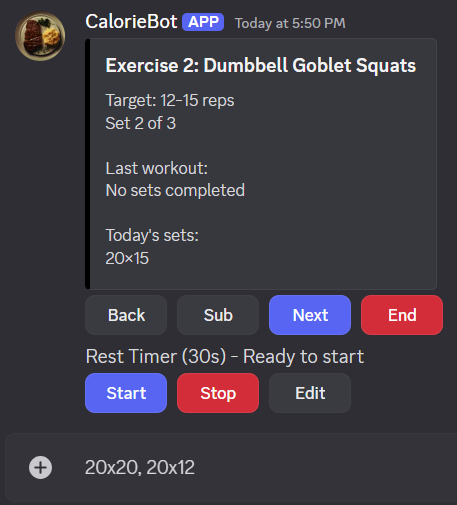 CalorieBot APP Today at 5:50 PM
Exercise 2: Dumbbell Goblet Squats
Target: 12-15 reps
Set 2 of 3
Last workout:
No sets completed
Today's sets:
20×15
Back Sub Next End
Rest Timer (30s) - Ready to start
Start Stop Edit
20x20, 20x12